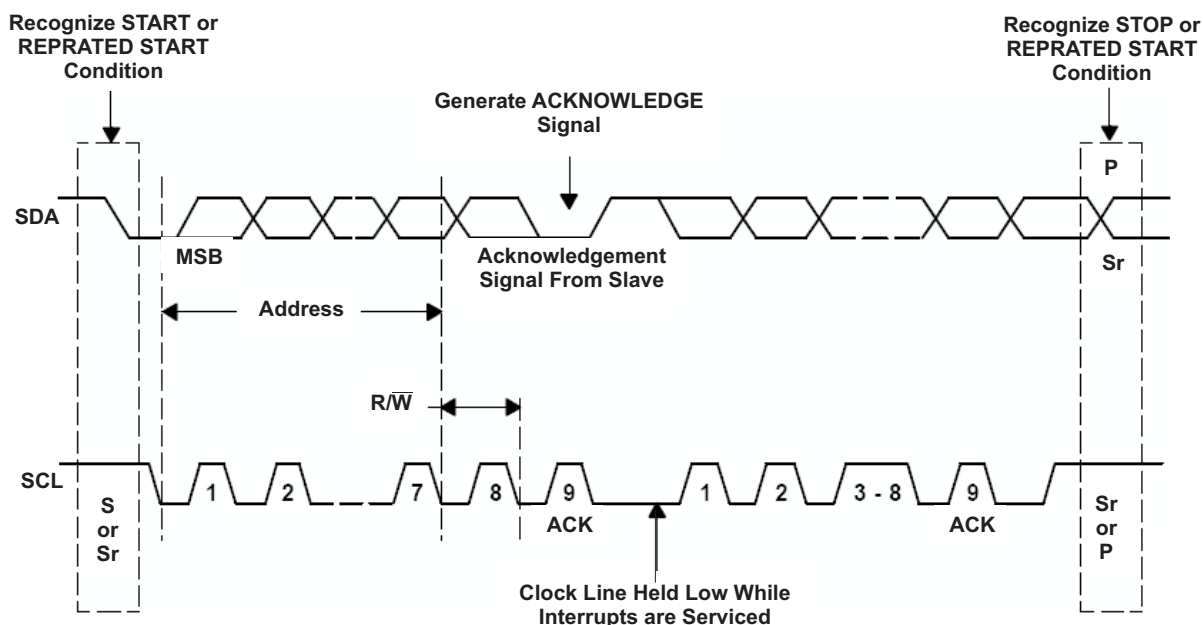 Recognize START or
REPRATED START
Condition
Recognize STOP or
REPRATED START
Condition
Generate ACKNOWLEDGE
Signal
P
SDA
MSB
Acknowledgement
Signal From Slave
Sr
Address
R/W̅
SCL
1
2
7
8
9
1
2
3 - 8
9
ACK
ACK
S
or
Sr
Sr
or
P
Clock Line Held Low While
Interrupts are Serviced